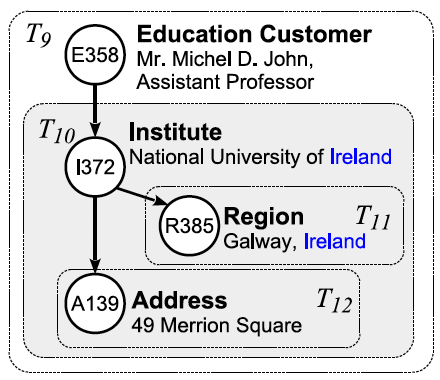 T9
E358
Education Customer
Mr. Michel D. John,
Assistant Professor
T10
I372
Institute
National University of Ireland
R385
Region
Galway, Ireland
T11
A139
Address
49 Merrion Square
T12